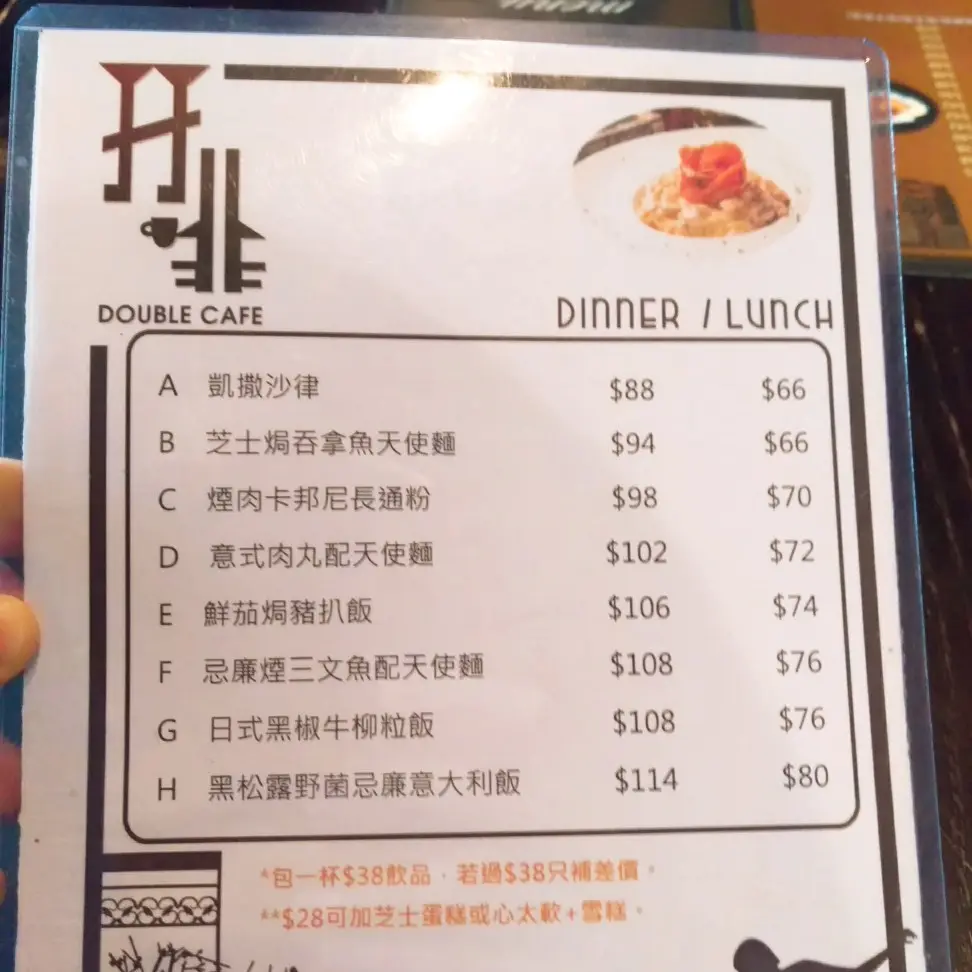 DOUBLE CAFE
DINNER / LUNCH
A 凱撒沙律 $88 $66
B 芝士焗吞拿魚天使麵 $94 $66
C 煙肉卡邦尼長通粉 $98 $70
D 意式肉丸配天使麵 $102 $72
E 鮮茄焗豬扒飯 $106 $74
F 忌廉煙三文魚配天使麵 $108 $76
G 日式黑椒牛柳粒飯 $108 $76
H 黑松露野菌忌廉意大利飯 $114 $80
*包一杯$38飲品，若過$38只補差價。
**$28可加芝士蛋糕或心太軟+雪糕。